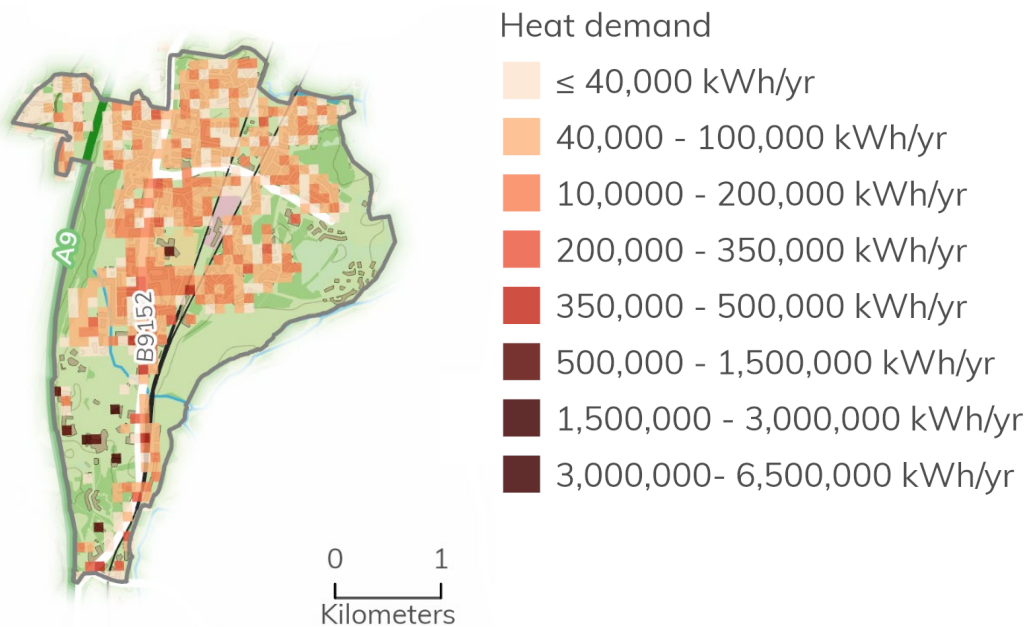 Heat demand
≤ 40,000 kWh/yr
40,000 - 100,000 kWh/yr
10,0000 - 200,000 kWh/yr
200,000 - 350,000 kWh/yr
350,000 - 500,000 kWh/yr
500,000 - 1,500,000 kWh/yr
1,500,000 - 3,000,000 kWh/yr
3,000,000- 6,500,000 kWh/yr
A9
B9152
0 1
Kilometers